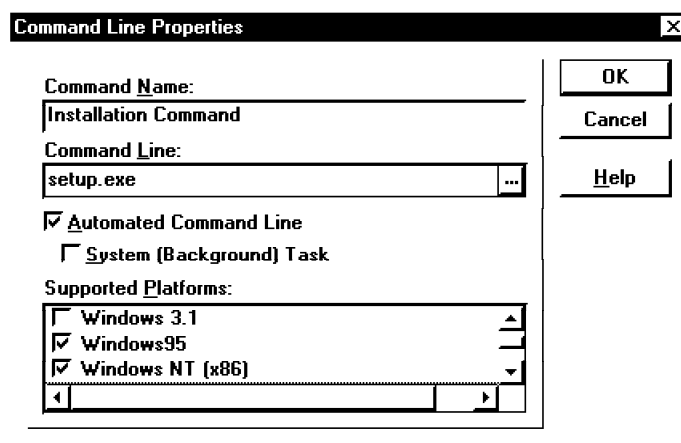 Command Line Properties
Command Name:
Installation Command
Command Line:
setup.exe
...
Automated Command Line
System (Background) Task
Supported Platforms:
Windows 3.1
Windows95
Windows NT (x86)
OK
Cancel
Help